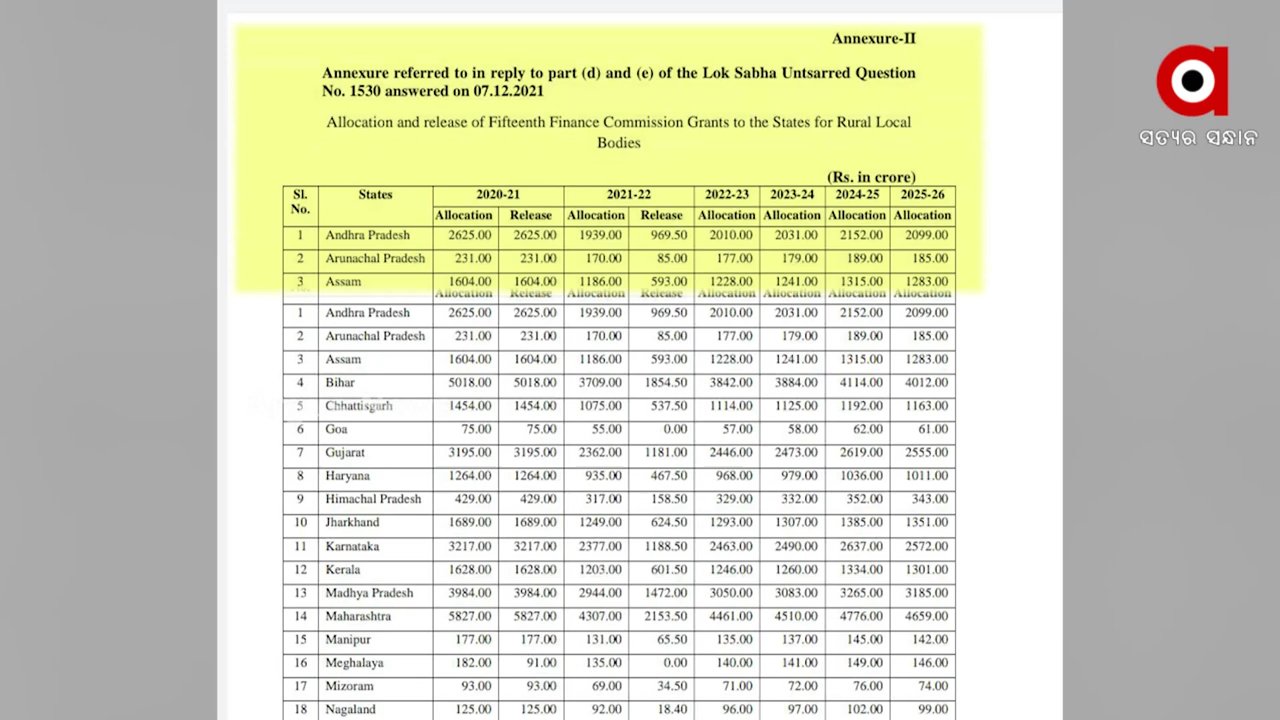 Annexure-II
Annexure referred to in reply to part (d) and (e) of the Lok Sabha Untsarred Question
No. 1530 answered on 07.12.2021
Allocation and release of Fifteenth Finance Commission Grants to the States for Rural Local
Bodies
(Rs. in crore)
Sl. No. States 2020-21 2021-22 2022-23 2023-24 2024-25 2025-26
Allocation Release Allocation Release Allocation Allocation Allocation Allocation
1 Andhra Pradesh 2625.00 2625.00 1939.00 969.50 2010.00 2031.00 2152.00 2099.00
2 Arunachal Pradesh 231.00 231.00 170.00 85.00 177.00 179.00 189.00 185.00
3 Assam 1604.00 1604.00 1186.00 593.00 1228.00 1241.00 1315.00 1283.00
Allocation Release Allocation Release Allocation Allocation Allocation Allocation
1 Andhra Pradesh 2625.00 2625.00 1939.00 969.50 2010.00 2031.00 2152.00 2099.00
2 Arunachal Pradesh 231.00 231.00 170.00 85.00 177.00 179.00 189.00 185.00
3 Assam 1604.00 1604.00 1186.00 593.00 1228.00 1241.00 1315.00 1283.00
4 Bihar 5018.00 5018.00 3709.00 1854.50 3842.00 3884.00 4114.00 4012.00
5 Chhattisgarh 1454.00 1454.00 1075.00 537.50 1114.00 1125.00 1192.00 1163.00
6 Goa 75.00 75.00 55.00 0.00 57.00 58.00 62.00 61.00
7 Gujarat 3195.00 3195.00 2362.00 1181.00 2446.00 2473.00 2619.00 2555.00
8 Haryana 1264.00 1264.00 935.00 467.50 968.00 979.00 1036.00 1011.00
9 Himachal Pradesh 429.00 429.00 317.00 158.50 329.00 332.00 352.00 343.00
10 Jharkhand 1689.00 1689.00 1249.00 624.50 1293.00 1307.00 1385.00 1351.00
11 Karnataka 3217.00 3217.00 2377.00 1188.50 2463.00 2490.00 2637.00 2572.00
12 Kerala 1628.00 1628.00 1203.00 601.50 1246.00 1260.00 1334.00 1301.00
13 Madhya Pradesh 3984.00 3984.00 2944.00 1472.00 3050.00 3083.00 3265.00 3185.00
14 Maharashtra 5827.00 5827.00 4307.00 2153.50 4461.00 4510.00 4776.00 4659.00
15 Manipur 177.00 177.00 131.00 65.50 135.00 137.00 145.00 142.00
16 Meghalaya 182.00 91.00 135.00 0.00 140.00 141.00 149.00 146.00
17 Mizoram 93.00 93.00 69.00 34.50 71.00 72.00 76.00 74.00
18 Nagaland 125.00 125.00 92.00 18.40 96.00 97.00 102.00 99.00
ସତ୍ୟର ସନ୍ଧାନ